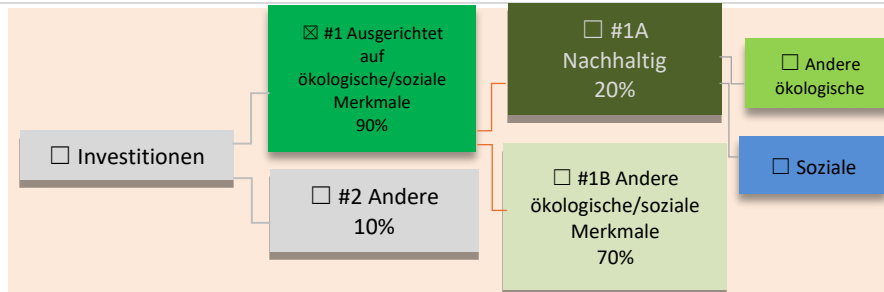 ☐ Investitionen
☒ #1 Ausgerichtet
auf
ökologische/soziale
Merkmale
90%
☐ #2 Andere
10%
☐ #1A
Nachhaltig
20%
☐ #1B Andere
ökologische/soziale
Merkmale
70%
☐ Andere
ökologische
☐ Soziale